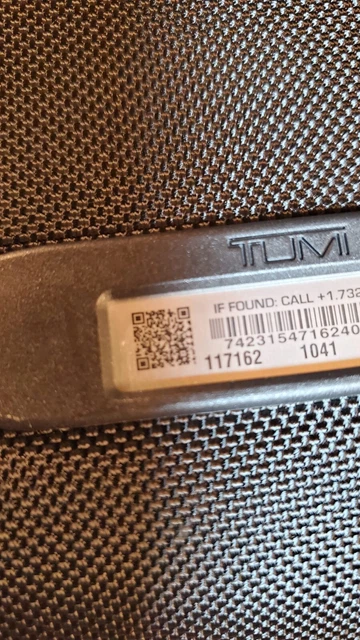 TUMI
IF FOUND: CALL +1.732
7423154716240
117162 1041